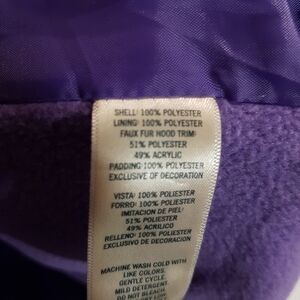 SHELL: 100% POLYESTER
LINING: 100% POLYESTER
FAUX FUR HOOD TRIM:
51% POLYESTER
49% ACRYLIC
PADDING: 100% POLYESTER
EXCLUSIVE OF DECORATION
VISTA: 100% POLIESTER
FORRO: 100% POLIESTER
IMITACION DE PIEL:
51% POLIESTER
49% ACRILICO
RELLENO: 100% POLIESTER
EXCLUSIVO DE DECORACION
MACHINE WASH COLD WITH
LIKE COLORS.
GENTLE CYCLE.
MILD DETERGENT.
DO NOT BLEACH.
LOW